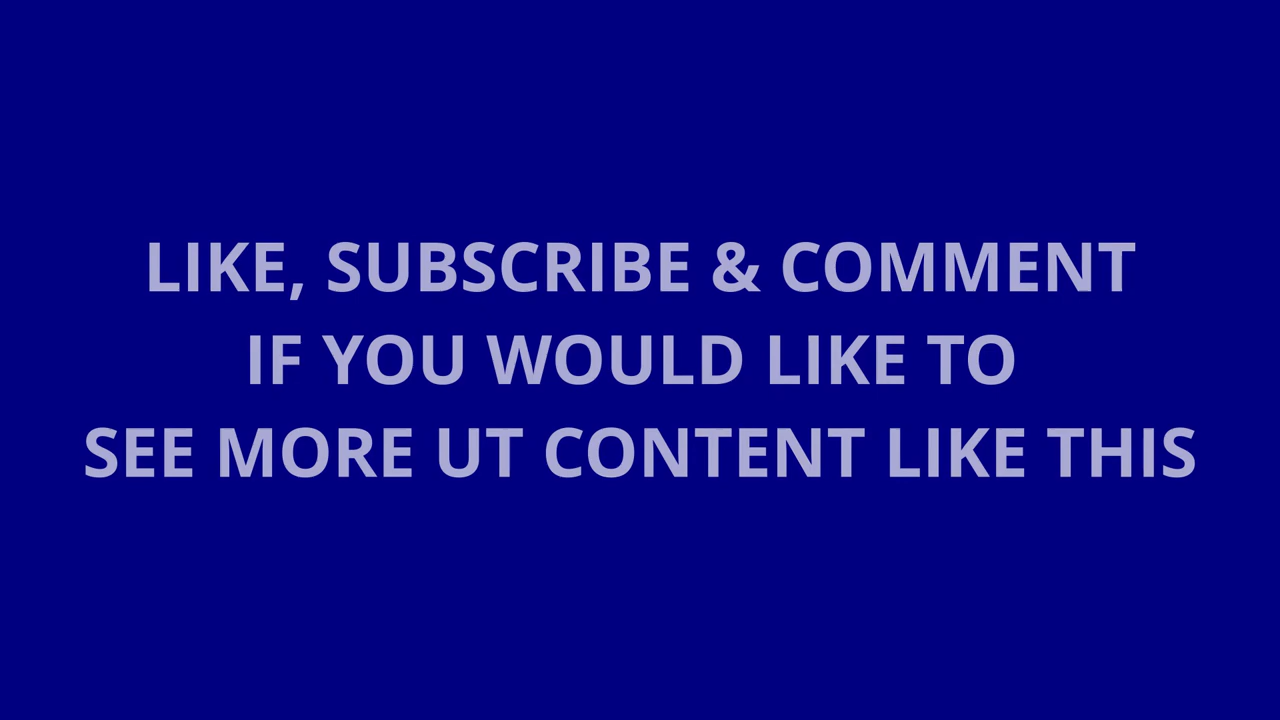 LIKE, SUBSCRIBE & COMMENT
IF YOU WOULD LIKE TO
SEE MORE UT CONTENT LIKE THIS